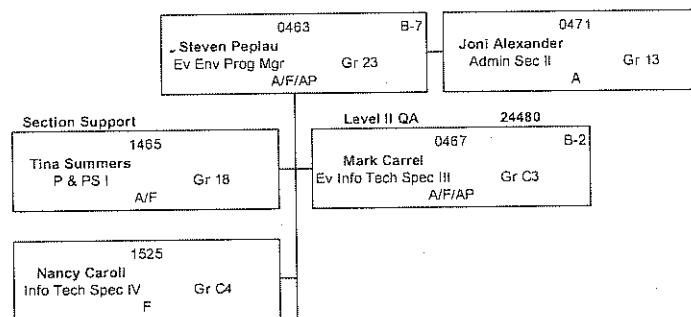 0463 B-7
Steven Peplau
Ev Env Prog Mgr Gr 23
A/F/AP
0471
Joni Alexander
Admin Sec II Gr 13
A
Section Support
1465
Tina Summers
P & PS I Gr 18
A/F
Level II QA 24480
0467 B-2
Mark Carrel
Ev Info Tech Spec III Gr C3
A/F/AP
1525
Nancy Caroll
Info Tech Spec IV Gr C4
F